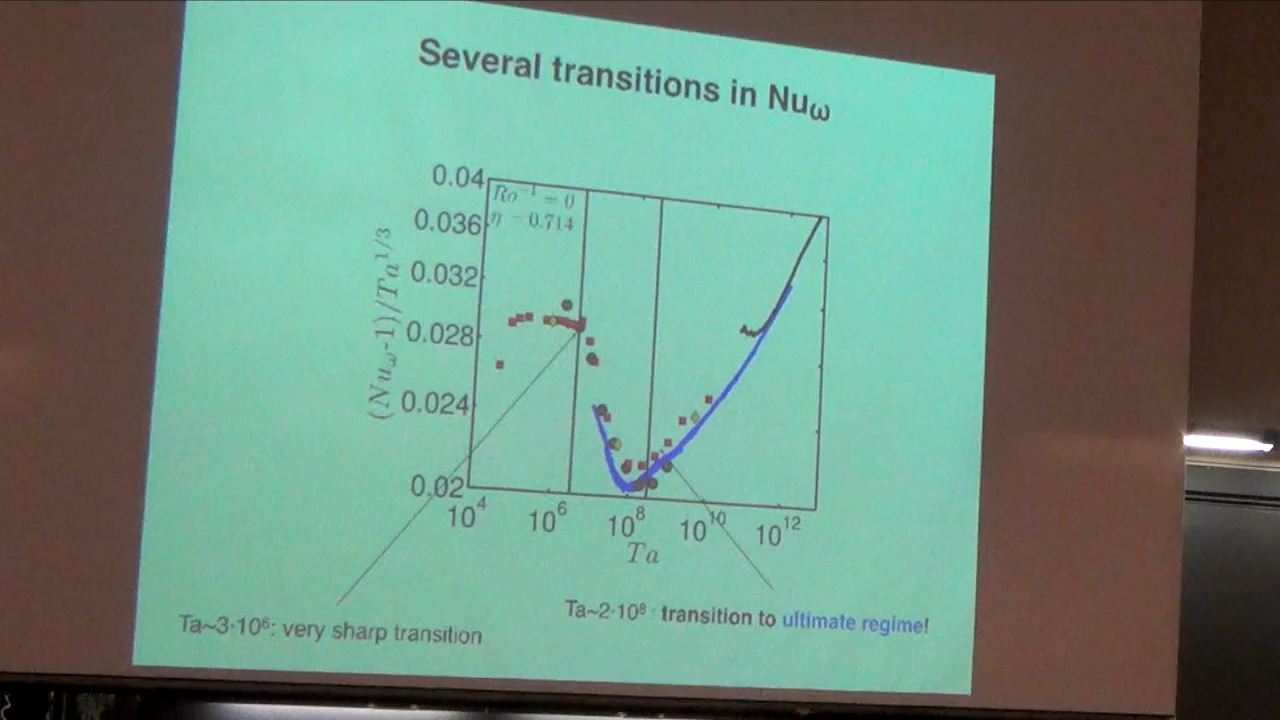 Several transitions in Nuω
0.04
0.036
0.032
0.028
0.024
0.02
(Nuω-1)/Ta^1/3
Ro^-1 = 0
η = 0.714
10^4 10^6 10^8 10^10 10^12
Ta
Ta~3·10^6: very sharp transition
Ta~2·10^8 : transition to ultimate regime!